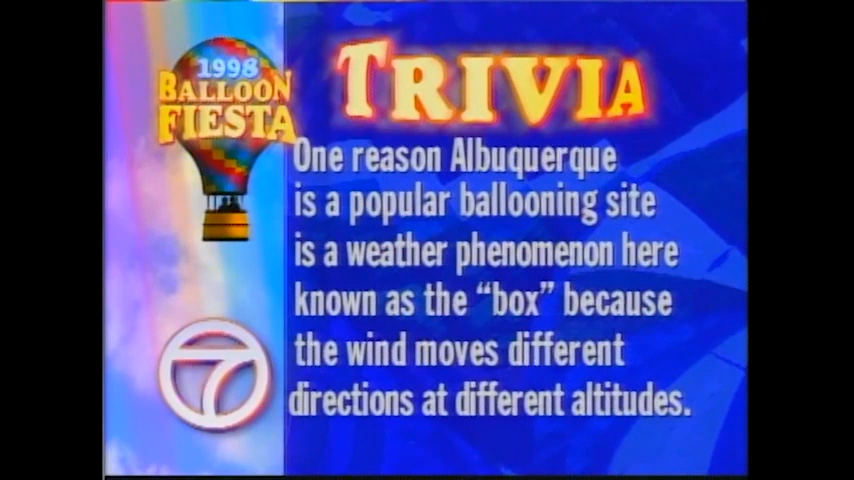 1998
BALLOON
FIESTA
TRIVIA
One reason Albuquerque
is a popular ballooning site
is a weather phenomenon here
known as the “box” because
the wind moves different
directions at different altitudes.
7